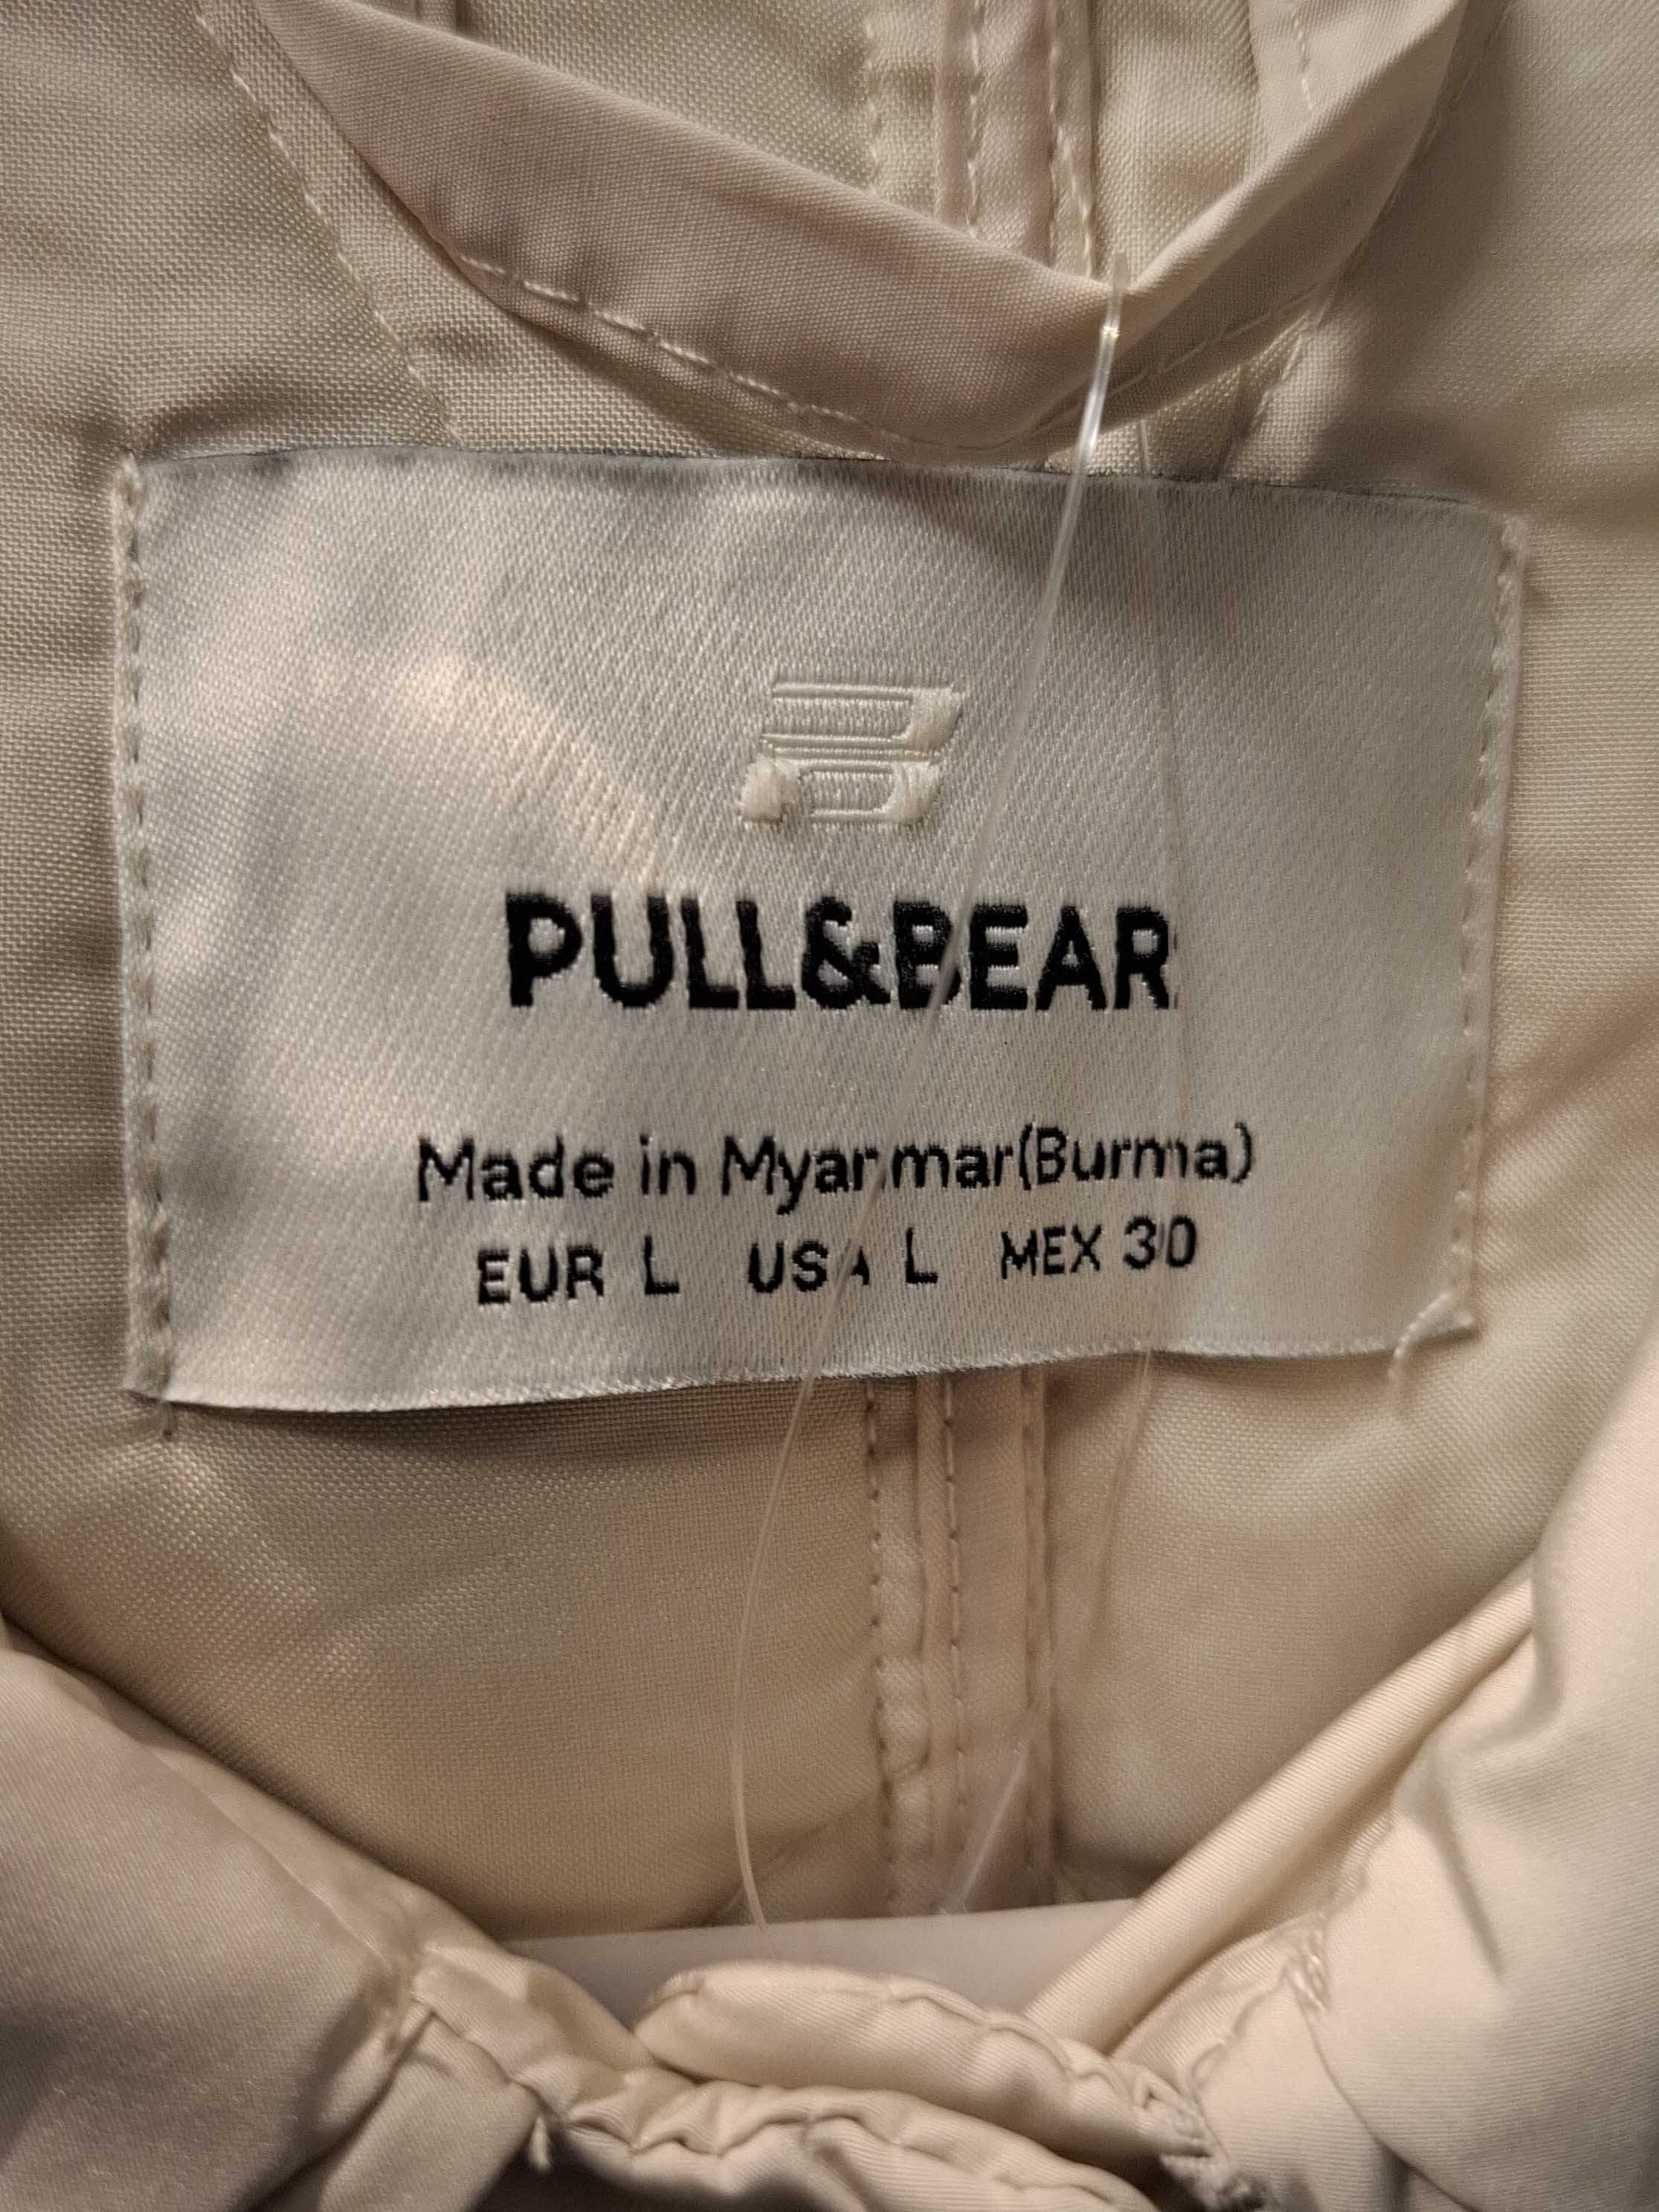 PULL&BEAR
Made in Myanmar(Burma)
EUR L USA L MEX 30